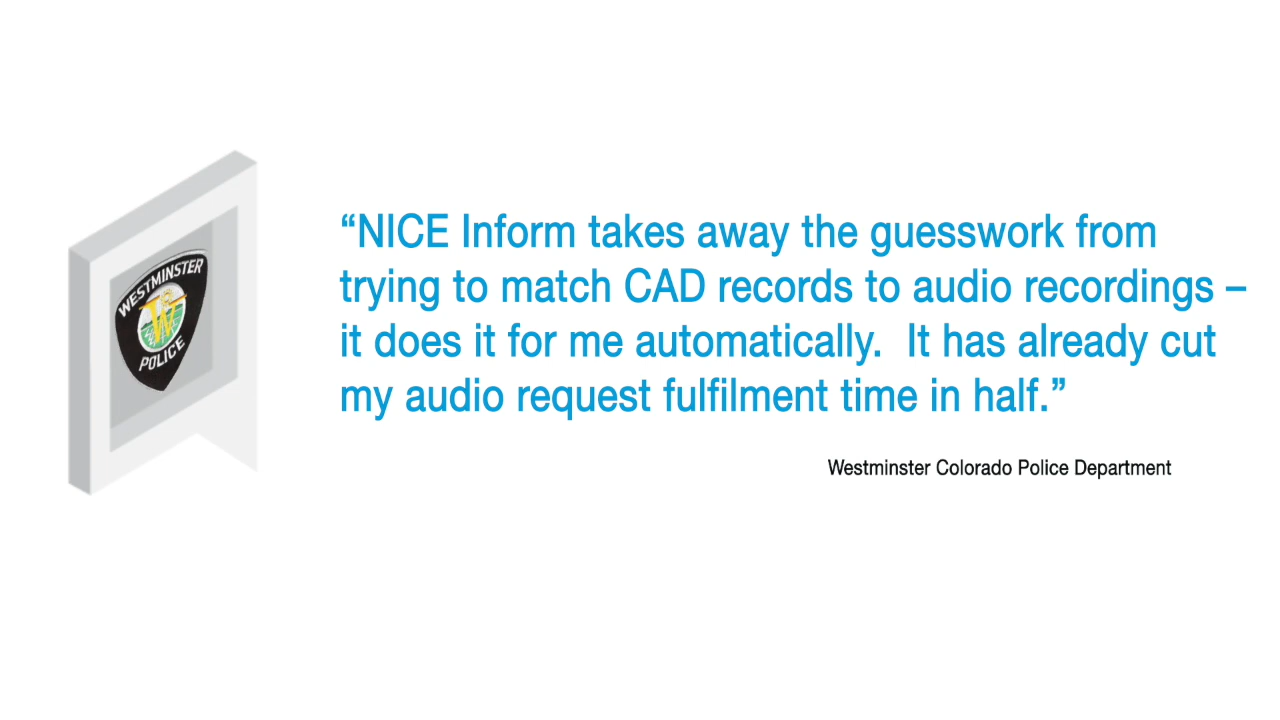 WESTMINSTER
POLICE
“NICE Inform takes away the guesswork from
trying to match CAD records to audio recordings –
it does it for me automatically.  It has already cut
my audio request fulfilment time in half.”
Westminster Colorado Police Department